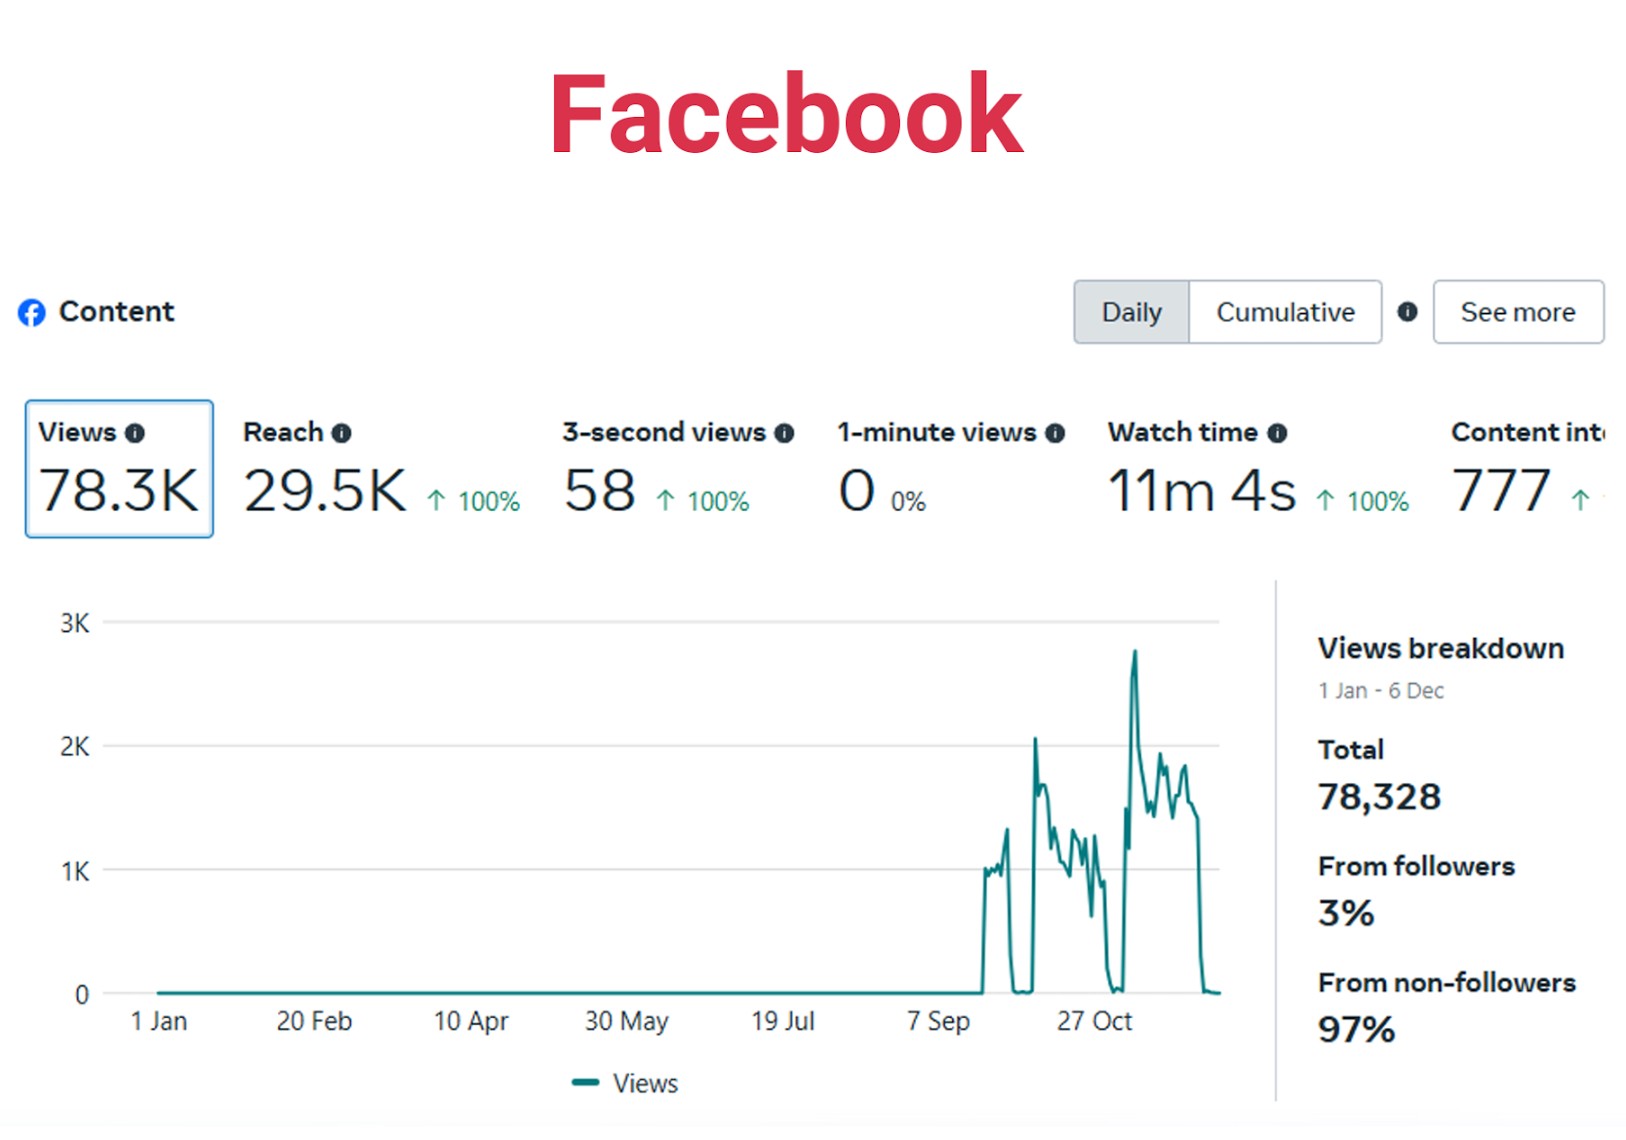 Facebook
Content
Daily Cumulative See more
Views Reach 3-second views 1-minute views Watch time Content int
78.3K 29.5K ↑ 100% 58 ↑ 100% 0 0% 11m 4s ↑ 100% 777 ↑
3K
2K
1K
0
1 Jan 20 Feb 10 Apr 30 May 19 Jul 7 Sep 27 Oct
Views
Views breakdown
1 Jan - 6 Dec
Total
78,328
From followers
3%
From non-followers
97%